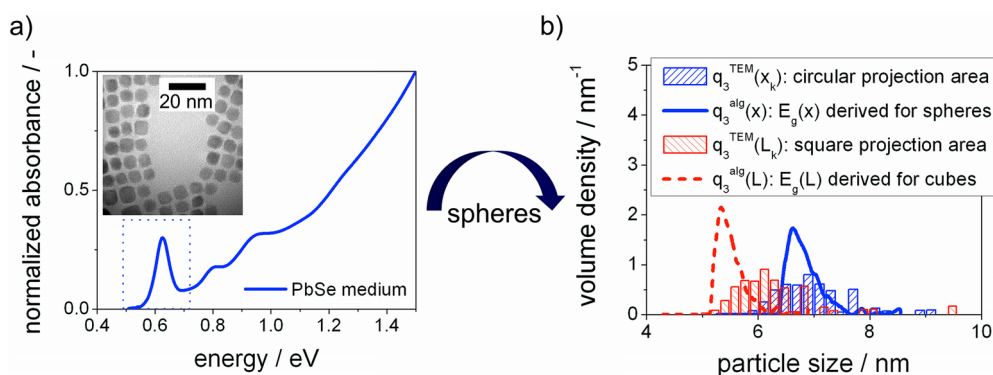 a)
normalized absorbance / -
1.0
0.5
0.0
20 nm
PbSe medium
0.4 0.6 0.8 1.0 1.2 1.4
energy / eV
spheres
b)
volume density / nm⁻¹
5
4
3
2
1
0
q₃ᵀᴱᴹ(xₖ): circular projection area
q₃ᵃˡᵍ(x): E_g(x) derived for spheres
q₃ᵀᴱᴹ(Lₖ): square projection area
q₃ᵃˡᵍ(L): E_g(L) derived for cubes
4 6 8 10
particle size / nm